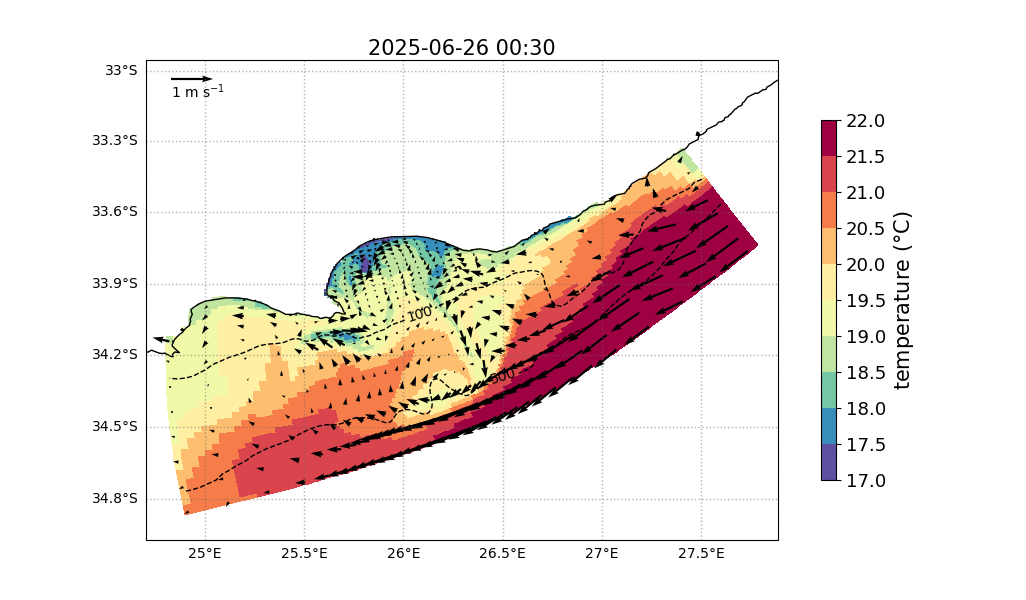 2025-06-26 00:30
1 m s⁻¹
33°S
33.3°S
33.6°S
33.9°S
34.2°S
34.5°S
34.8°S
25°E
25.5°E
26°E
26.5°E
27°E
27.5°E
100
500
22.0
21.5
21.0
20.5
20.0
19.5
19.0
18.5
18.0
17.5
17.0
temperature (°C)